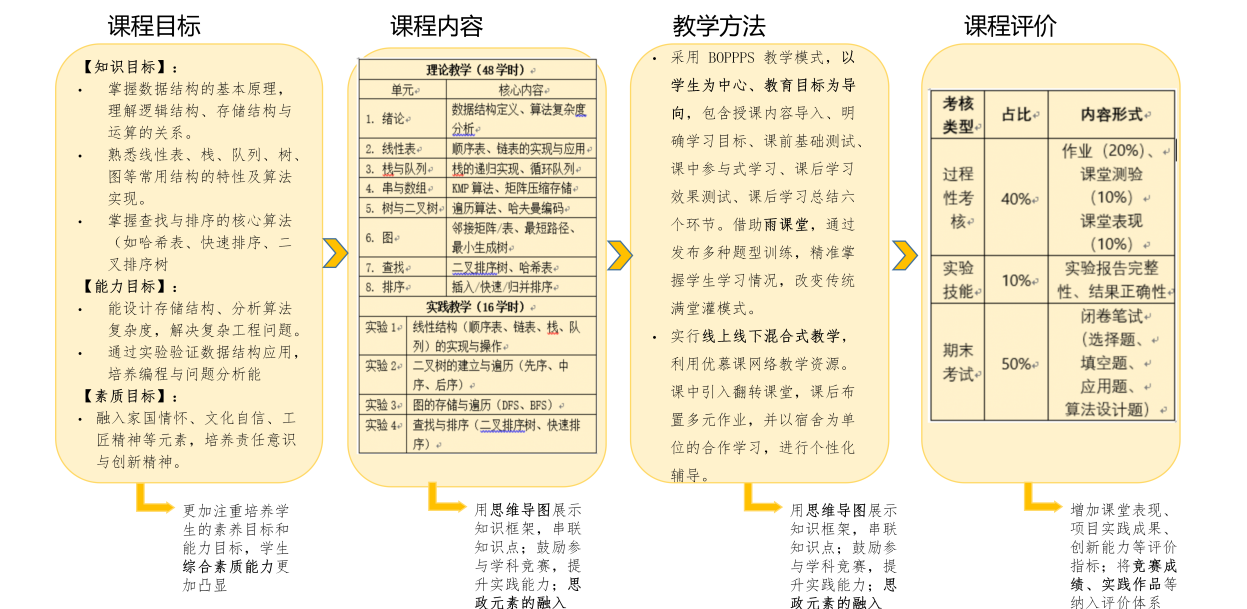 课程目标
【知识目标】：
• 掌握数据结构的基本原理，
理解逻辑结构、存储结构与
运算的关系。
• 熟悉线性表、栈、队列、树、
图等常用结构的特性及算法
实现。
• 掌握查找与排序的核心算法
（如哈希表、快速排序、二
叉排序树
【能力目标】：
• 能设计存储结构、分析算法
复杂度，解决复杂工程问题。
• 通过实验验证数据结构应用，
培养编程与问题分析能
【素质目标】：
• 融入家国情怀、文化自信、工
匠精神等元素，培养责任意识
与创新精神。
更加注重培养学
生的素养目标和
能力目标，学生
综合素质能力更
加凸显
课程内容
理论教学（48 学时）
单元 核心内容
1. 绪论 数据结构定义、算法复杂度
分析
2. 线性表 顺序表、链表的实现与应用
3. 栈与队列 栈的递归实现、循环队列
4. 串与数组 KMP 算法、矩阵压缩存储
5. 树与二叉树 遍历算法、哈夫曼编码
6. 图 邻接矩阵/表、最短路径、
最小生成树
7. 查找 二叉排序树、哈希表
8. 排序 插入/快速/归并排序
实践教学（16 学时）
实验 1 线性结构（顺序表、链表、栈、队
列）的实现与操作
实验 2 二叉树的建立与遍历（先序、中
序、后序）
实验 3 图的存储与遍历（DFS、BFS）
实验 4 查找与排序（二叉排序树、快速排
序）
用思维导图展示
知识框架，串联
知识点；鼓励参
与学科竞赛，提
升实践能力；思
政元素的融入
教学方法
• 采用 BOPPPS 教学模式，以
学生为中心、教育目标为导
向，包含授课内容导入、明
确学习目标、课前基础测试、
课中参与式学习、课后学习
效果测试、课后学习总结六
个环节。借助雨课堂，通过
发布多种题型训练，精准掌
握学生学习情况，改变传统
满堂灌模式。
• 实行线上线下混合式教学，
利用优慕课网络教学资源。
课中引入翻转课堂，课后布
置多元作业，并以宿舍为单
位的合作学习，进行个性化
辅导。
用思维导图展示
知识框架，串联
知识点；鼓励参
与学科竞赛，提
升实践能力；思
政元素的融入
课程评价
考核
类型 占比 内容形式
过程
性考
核 40% 作业（20%）、
课堂测验
（10%）
课堂表现
（10%）
实验
技能 10% 实验报告完整
性、结果正确性
期末
考试 50% 闭卷笔试
（选择题、
填空题、
应用题、
算法设计题）
增加课堂表现、
项目实践成果、
创新能力等评价
指标；将竞赛成
绩、实践作品等
纳入评价体系